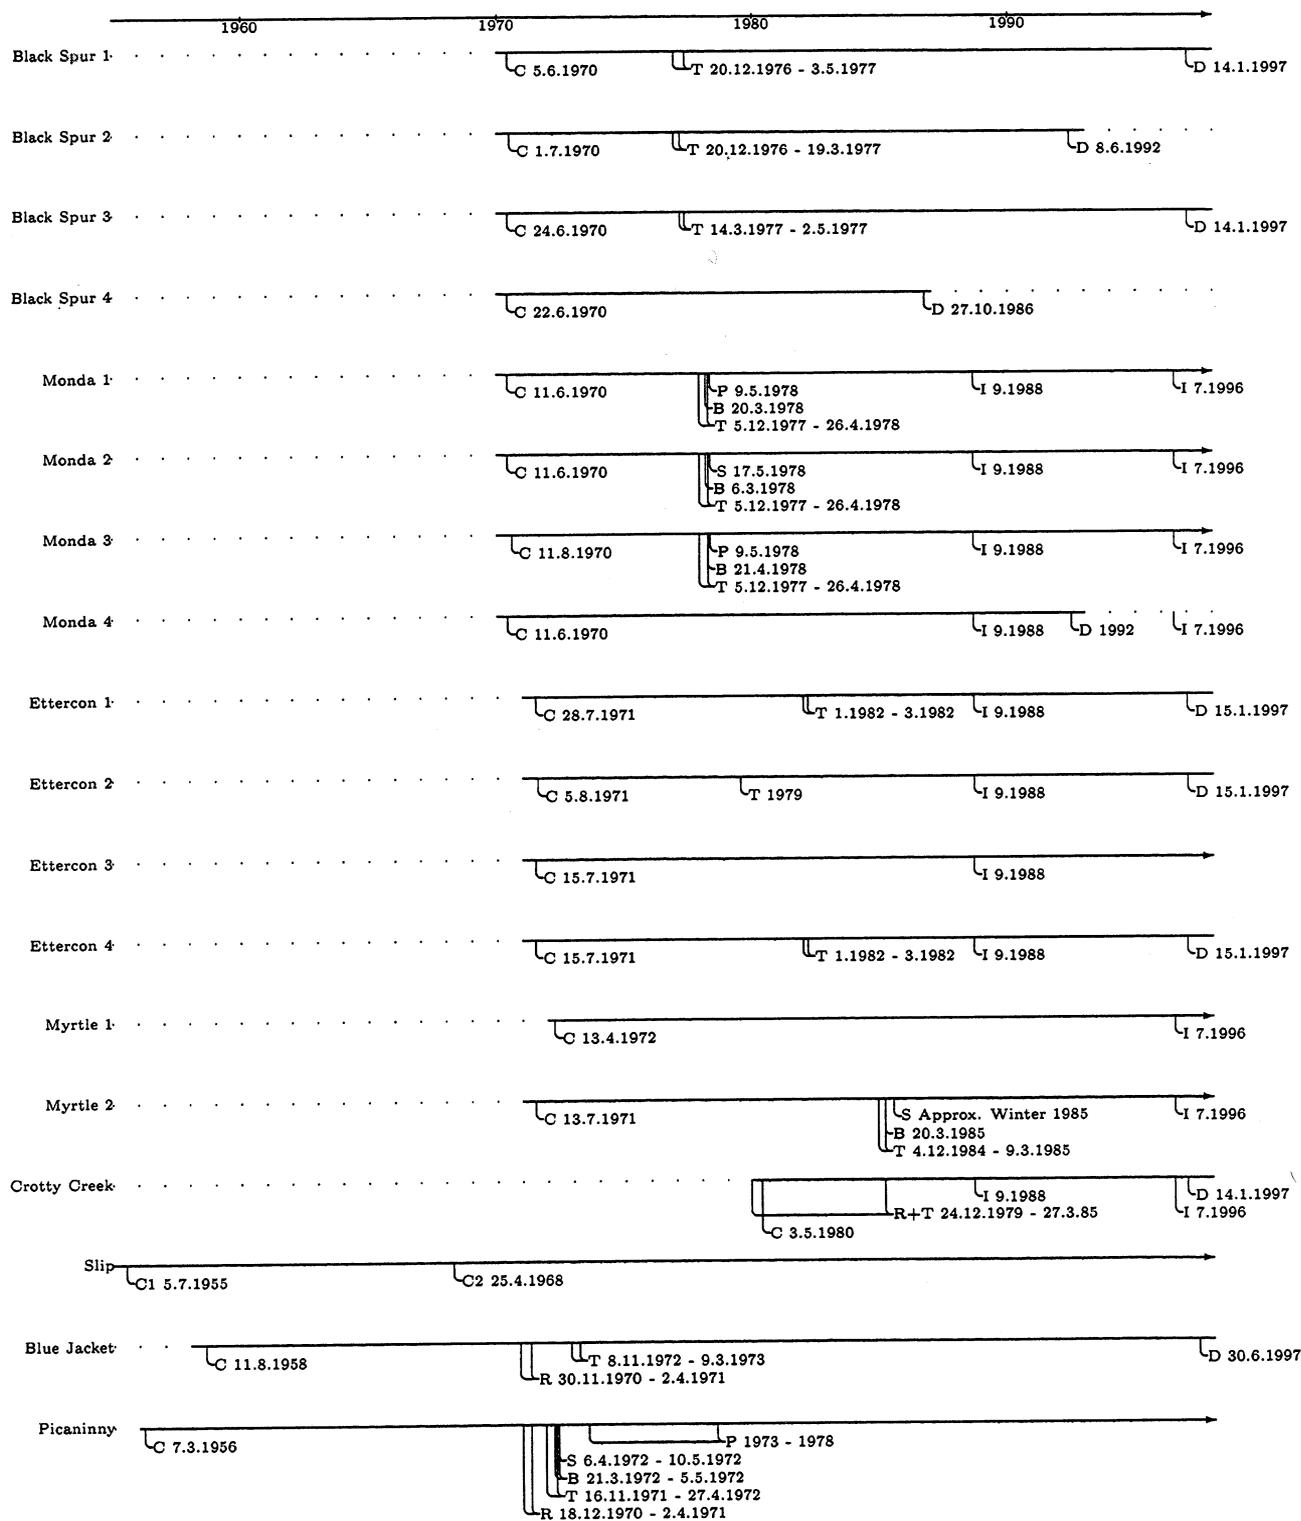 1960 1970 1980 1990
Black Spur 1
C 5.6.1970 T 20.12.1976 - 3.5.1977 D 14.1.1997
Black Spur 2
C 1.7.1970 T 20.12.1976 - 19.3.1977 D 8.6.1992
Black Spur 3
C 24.6.1970 T 14.3.1977 - 2.5.1977 D 14.1.1997
Black Spur 4
C 22.6.1970 D 27.10.1986
Monda 1
C 11.6.1970 P 9.5.1978 I 9.1988 I 7.1996
B 20.3.1978
T 5.12.1977 - 26.4.1978
Monda 2
C 11.6.1970 S 17.5.1978 I 9.1988 I 7.1996
B 6.3.1978
T 5.12.1977 - 26.4.1978
Monda 3
C 11.8.1970 P 9.5.1978 I 9.1988 I 7.1996
B 21.4.1978
T 5.12.1977 - 26.4.1978
Monda 4
C 11.6.1970 I 9.1988 D 1992 I 7.1996
Ettercon 1
C 28.7.1971 T 1.1982 - 3.1982 I 9.1988 D 15.1.1997
Ettercon 2
C 5.8.1971 T 1979 I 9.1988 D 15.1.1997
Ettercon 3
C 15.7.1971 I 9.1988
Ettercon 4
C 15.7.1971 T 1.1982 - 3.1982 I 9.1988 D 15.1.1997
Myrtle 1
C 13.4.1972 I 7.1996
Myrtle 2
C 13.7.1971 S Approx. Winter 1985 I 7.1996
B 20.3.1985
T 4.12.1984 - 9.3.1985
Crotty Creek
I 9.1988 D 14.1.1997
R+T 24.12.1979 - 27.3.85 I 7.1996
C 3.5.1980
Slip
C1 5.7.1955 C2 25.4.1968
Blue Jacket
C 11.8.1958 T 8.11.1972 - 9.3.1973 D 30.6.1997
R 30.11.1970 - 2.4.1971
Picaninny
C 7.3.1956 P 1973 - 1978
S 6.4.1972 - 10.5.1972
B 21.3.1972 - 5.5.1972
T 16.11.1971 - 27.4.1972
R 18.12.1970 - 2.4.1971